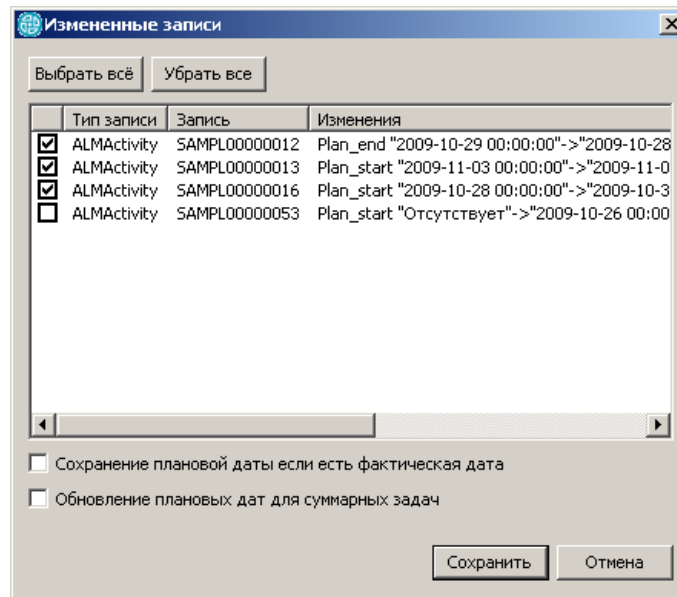 Измененные записи
Выбрать всё Убрать все
Тип записи Запись Изменения
ALMActivity SAMPL00000012 Plan_end "2009-10-29 00:00:00"->"2009-10-28
ALMActivity SAMPL00000013 Plan_start "2009-11-03 00:00:00"->"2009-11-0
ALMActivity SAMPL00000016 Plan_start "2009-10-28 00:00:00"->"2009-10-3
ALMActivity SAMPL00000053 Plan_start "Отсутствует"->"2009-10-26 00:00
Сохранение плановой даты если есть фактическая дата
Обновление плановых дат для суммарных задач
Сохранить Отмена